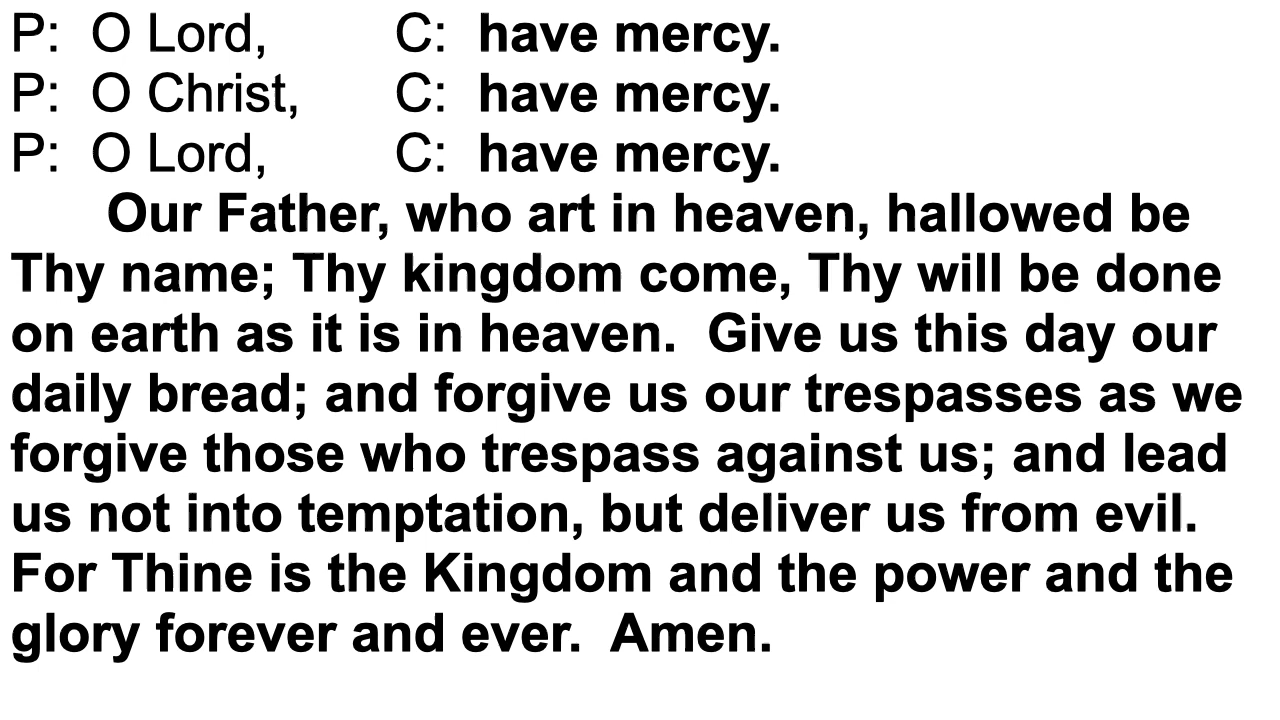 P:  O Lord,	C:  have mercy.
P:  O Christ,	C:  have mercy.
P:  O Lord,	C:  have mercy.
Our Father, who art in heaven, hallowed be
Thy name; Thy kingdom come, Thy will be done
on earth as it is in heaven.  Give us this day our
daily bread; and forgive us our trespasses as we
forgive those who trespass against us; and lead
us not into temptation, but deliver us from evil.
For Thine is the Kingdom and the power and the
glory forever and ever.  Amen.